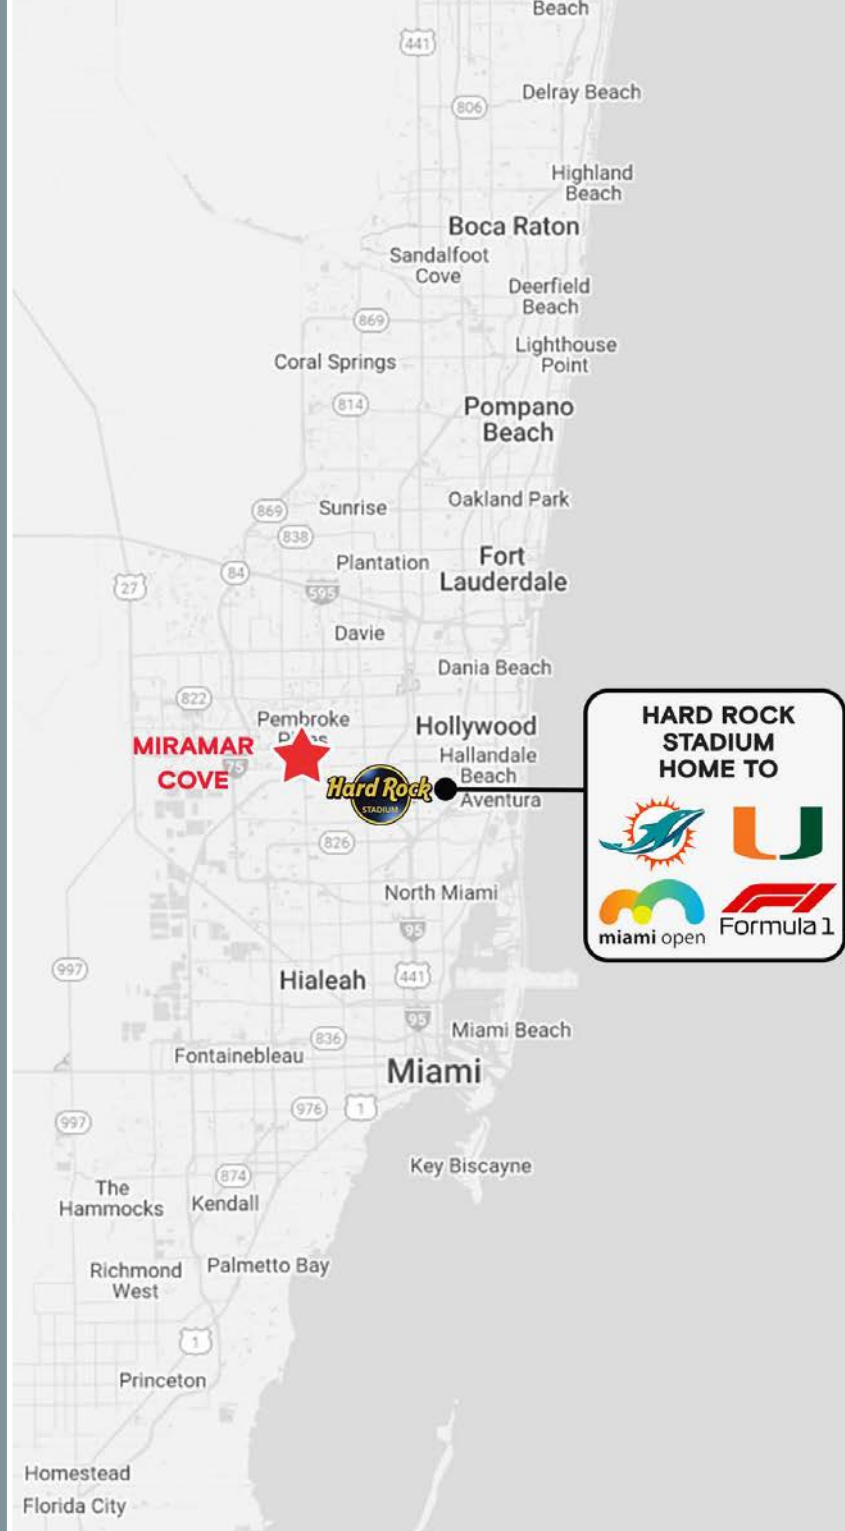 Beach
441
Delray Beach
806
Highland
Beach
Boca Raton
Sandalfoot
Cove
Deerfield
Beach
869
Lighthouse
Point
Coral Springs
814
Pompano
Beach
869
Sunrise
Oakland Park
838
Plantation
Fort
Lauderdale
84
27
595
Davie
Dania Beach
822
Pembroke
Hollywood
MIRAMAR
COVE
75
Hallandale
Beach
Aventura
Hard Rock
STADIUM
HARD ROCK
STADIUM
HOME TO
miami open
Formula 1
826
North Miami
95
997
Hialeah
441
95
Miami Beach
836
Fontainebleau
Miami
976
1
997
Key Biscayne
874
The
Hammocks
Kendall
Richmond
West
Palmetto Bay
1
Princeton
Homestead
Florida City